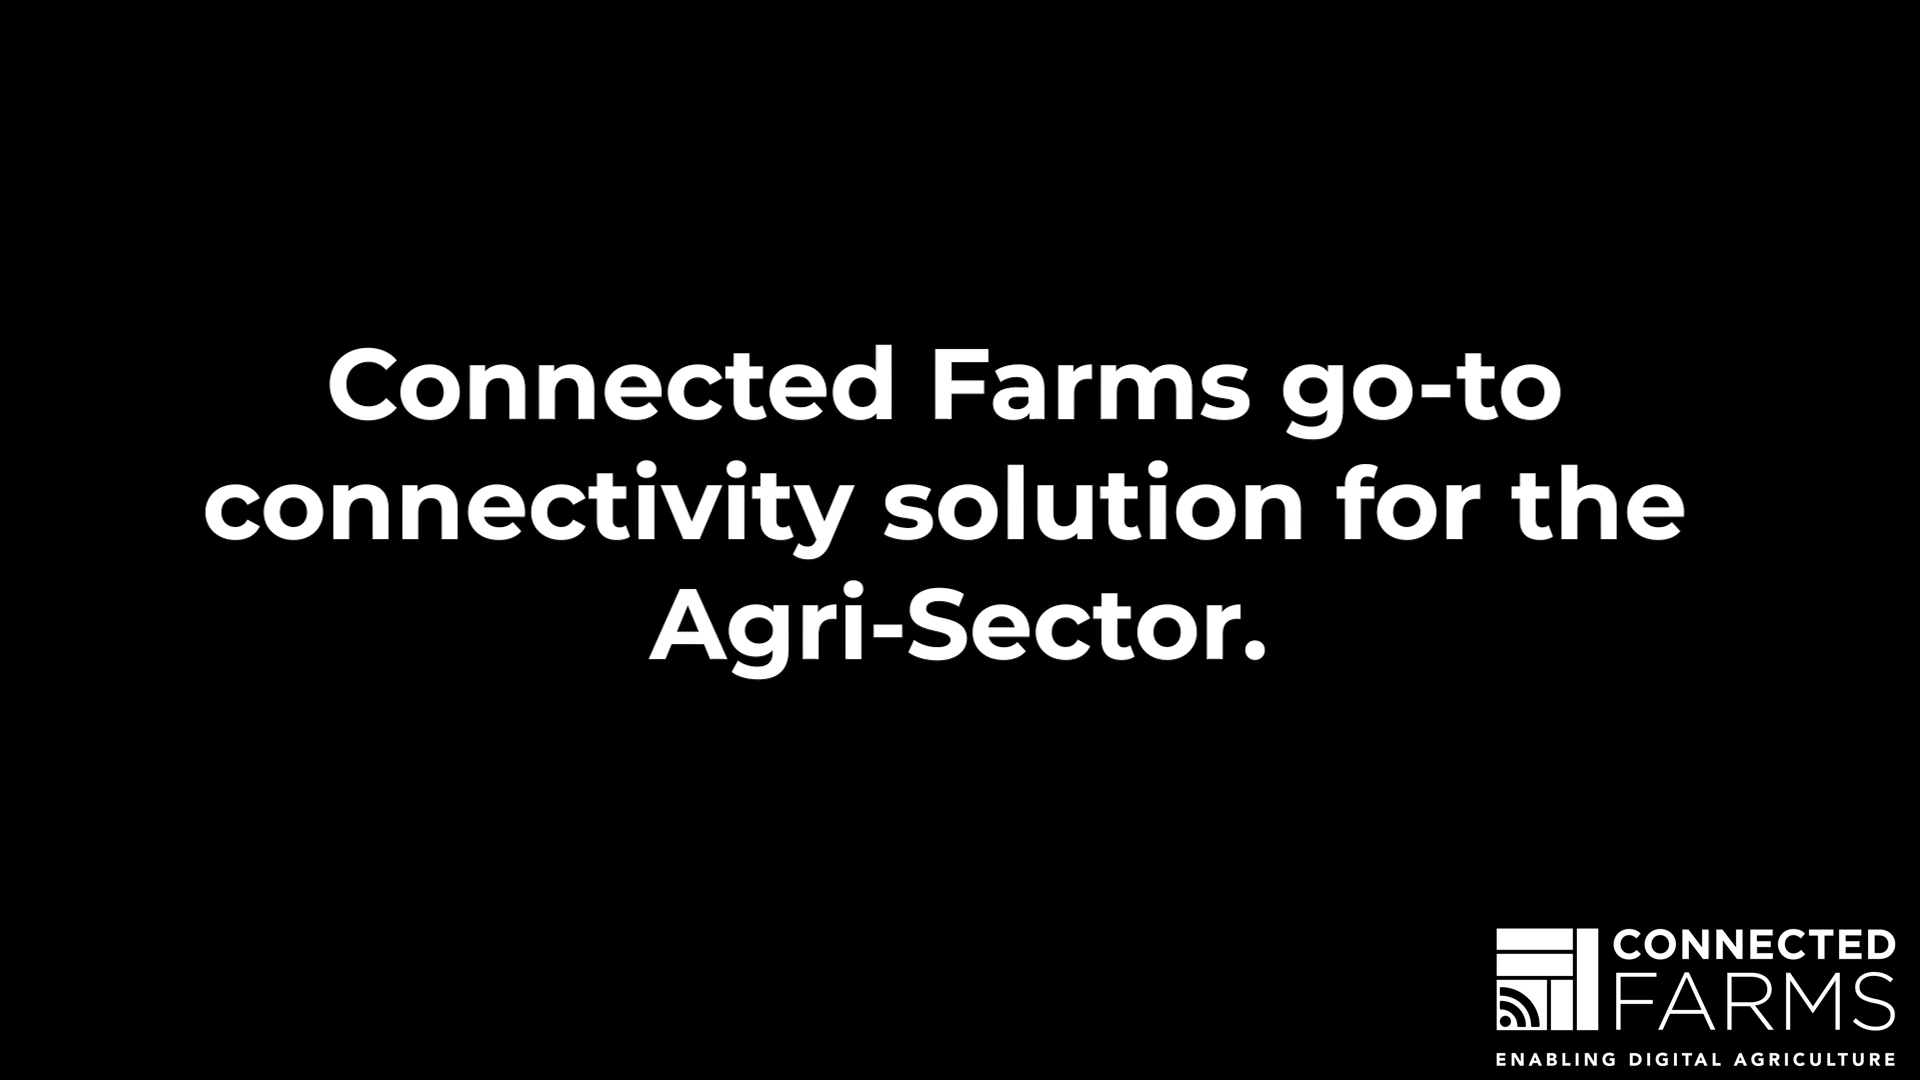 Connected Farms go-to
connectivity solution for the
Agri-Sector.
CONNECTED
FARMS
ENABLING DIGITAL AGRICULTURE